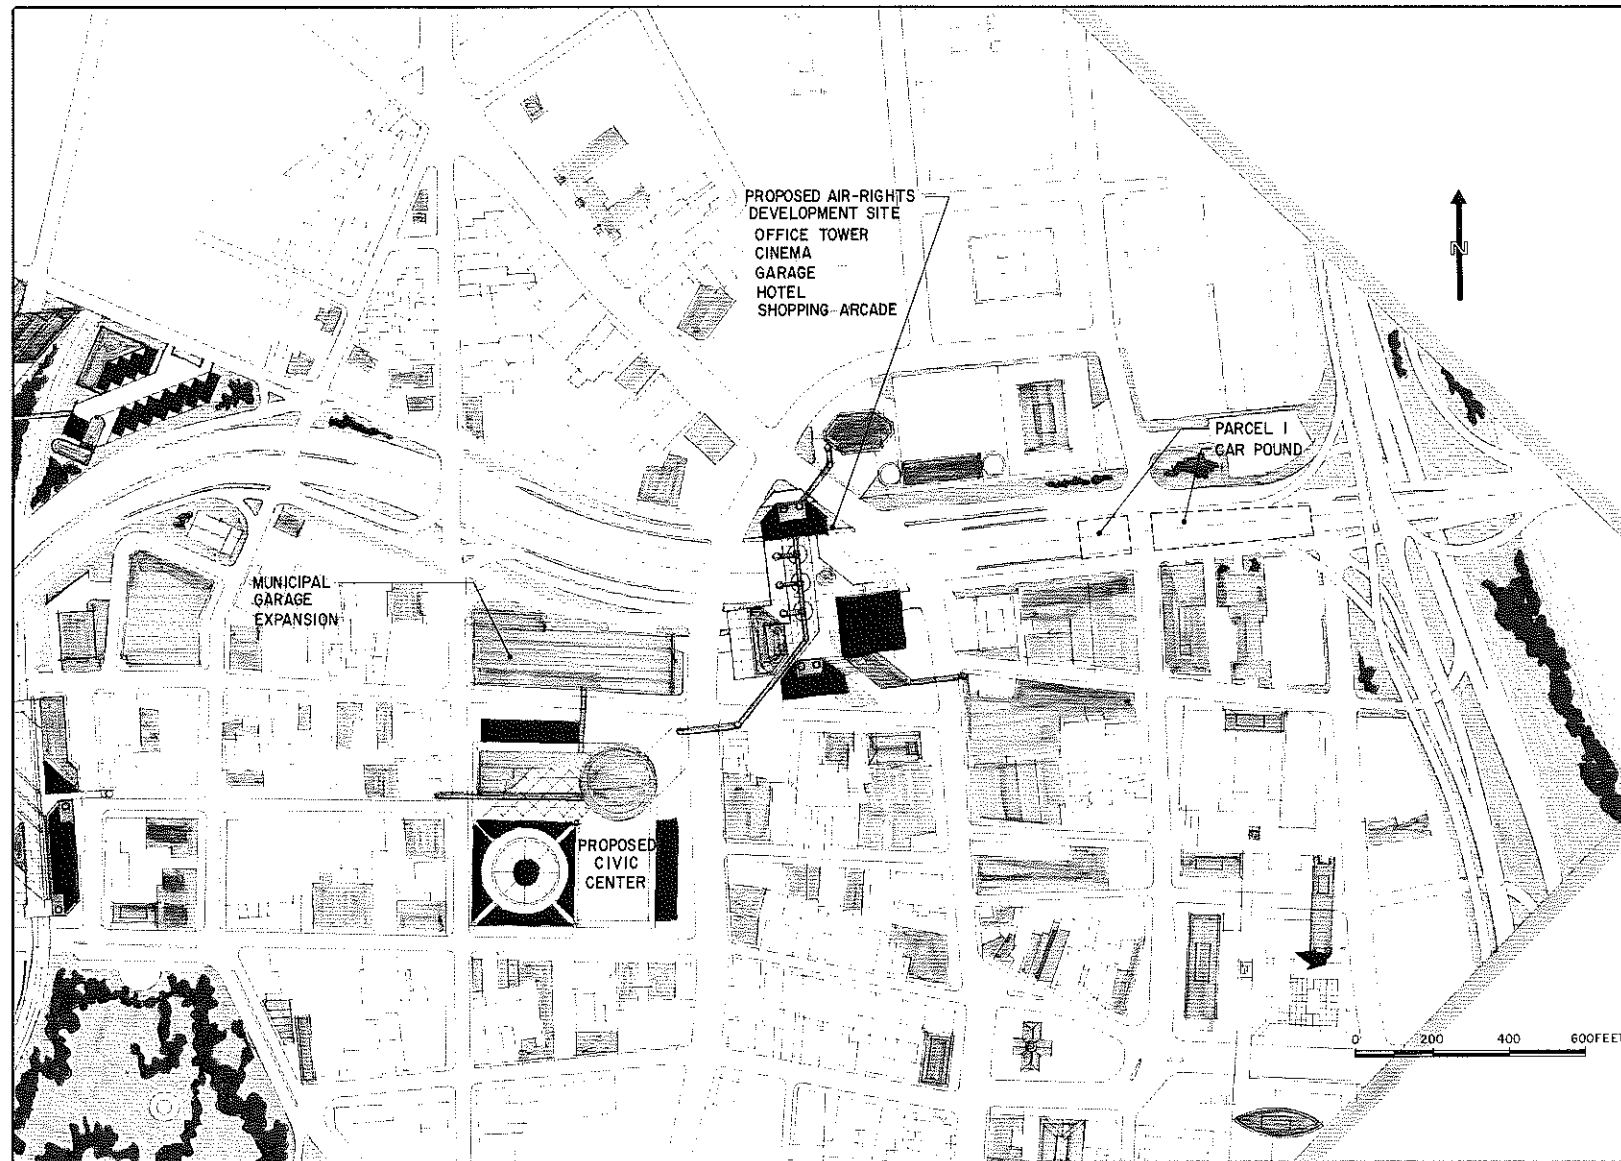 PROPOSED AIR-RIGHTS
DEVELOPMENT SITE
OFFICE TOWER
CINEMA
GARAGE
HOTEL
SHOPPING ARCADE
N
PARCEL I
CAR POUND
MUNICIPAL
GARAGE
EXPANSION
PROPOSED
CIVIC
CENTER
0 200 400 600FEET